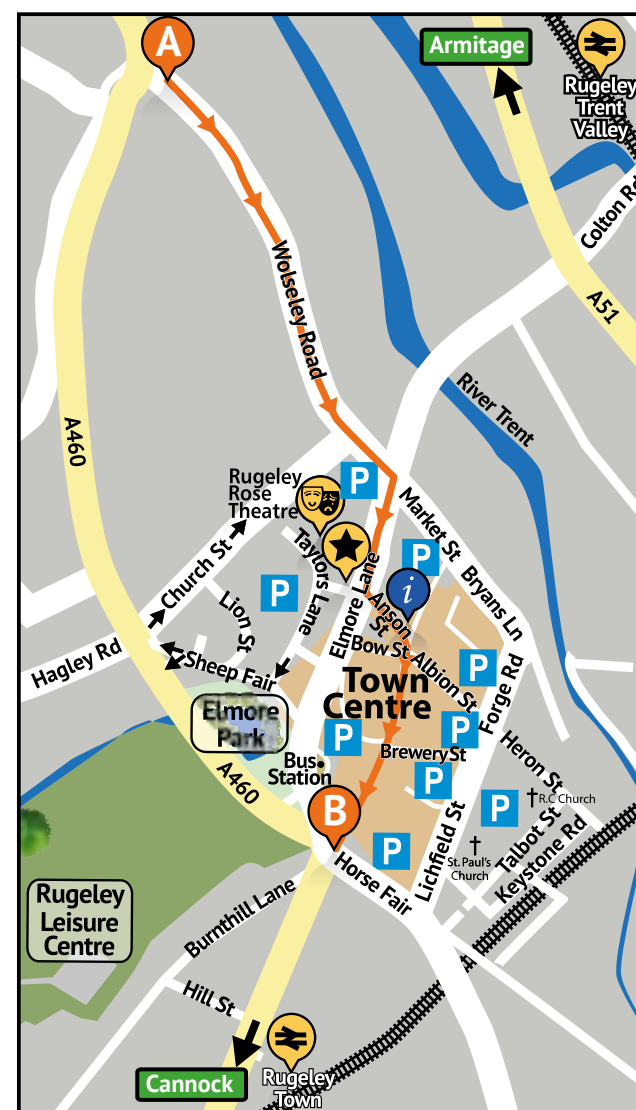 A
Armitage
Rugeley
Trent
Valley
Colton Rd
A51
Wolseley Road
River Trent
A460
Rugeley
Rose
Theatre
P
Market St
P
Church St
Taylors Lane
Elmore Lane
i
Anson
St
Bryans Ln
P
Lion St
Bow St
Albion St
Hagley Rd
Sheep Fair
P
Forge Rd
Town
Centre
Elmore
Park
P
P
Brewery St
Heron St
Bus
Station
A460
P
B
P
R.C Church
Talbot St
Keystone Rd
P
St. Paul's
Church
Lichfield St
Horse Fair
Rugeley
Leisure
Centre
Burnthill Lane
Hill St
Cannock
Rugeley
Town